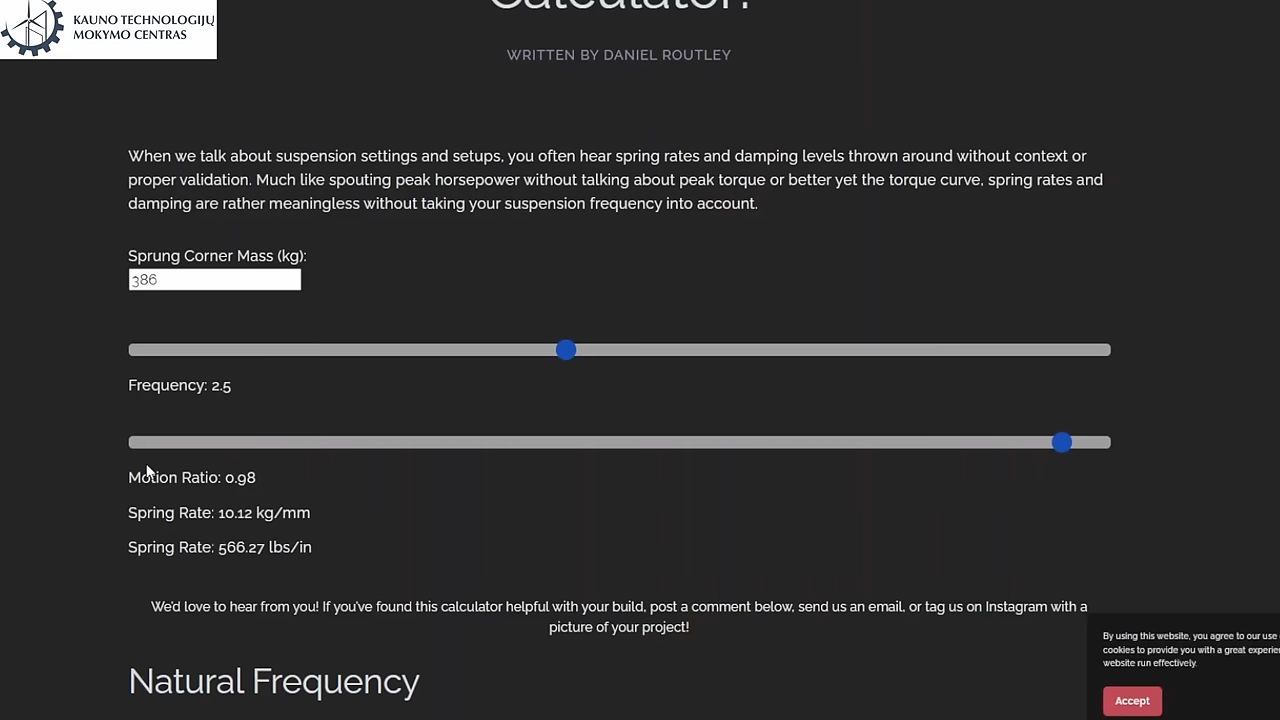 KAUNO TECHNOLOGIJŲ
MOKYMO CENTRAS
Calculator!
WRITTEN BY DANIEL ROUTLEY
When we talk about suspension settings and setups, you often hear spring rates and damping levels thrown around without context or
proper validation. Much like spouting peak horsepower without talking about peak torque or better yet the torque curve, spring rates and
damping are rather meaningless without taking your suspension frequency into account.
Sprung Corner Mass (kg):
386
Frequency: 2.5
Motion Ratio: 0.98
Spring Rate: 10.12 kg/mm
Spring Rate: 566.27 lbs/in
We'd love to hear from you! If you've found this calculator helpful with your build, post a comment below, send us an email, or tag us on Instagram with a
picture of your project!
Natural Frequency
By using this website, you agree to our use
cookies to provide you with a great experie
website run effectively.
Accept